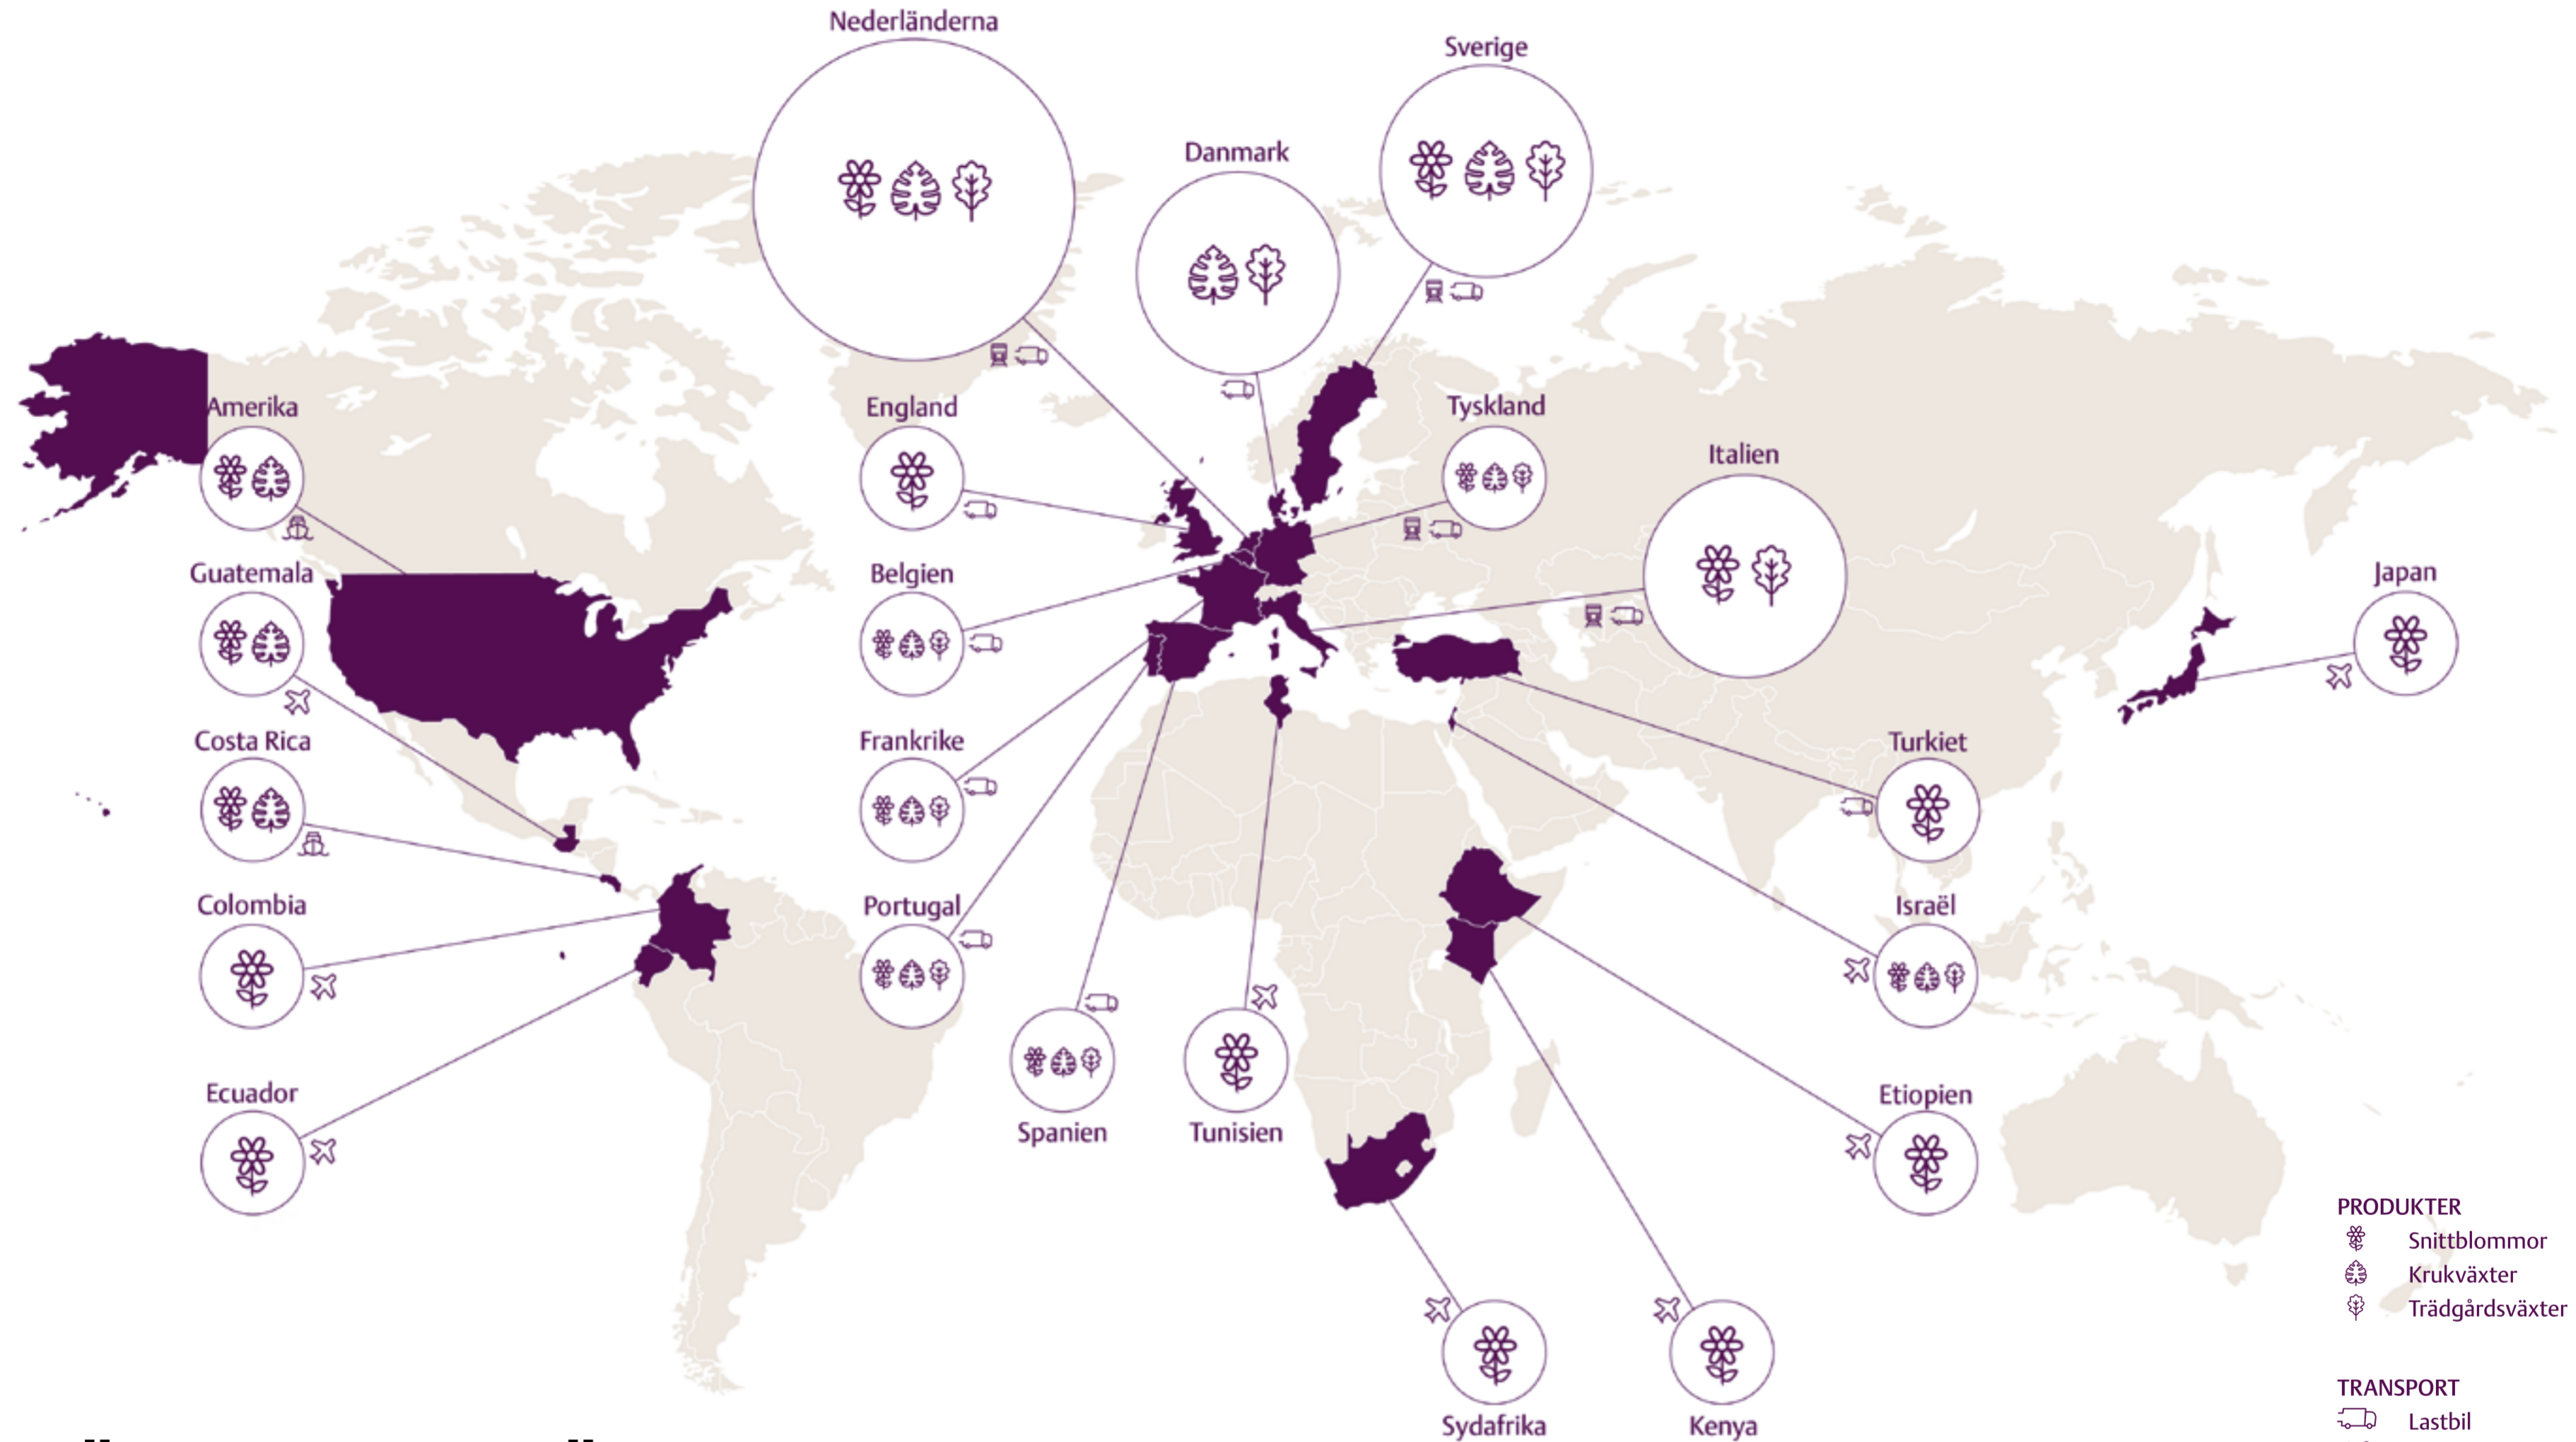 Nederländerna
Sverige
Danmark
Amerika
England
Tyskland
Italien
Guatemala
Belgien
Japan
Costa Rica
Frankrike
Turkiet
Colombia
Portugal
Israël
Ecuador
Spanien
Tunisien
Etiopien
Sydafrika
Kenya
PRODUKTER
Snittblommor
Krukväxter
Trädgårdsväxter
TRANSPORT
Lastbil